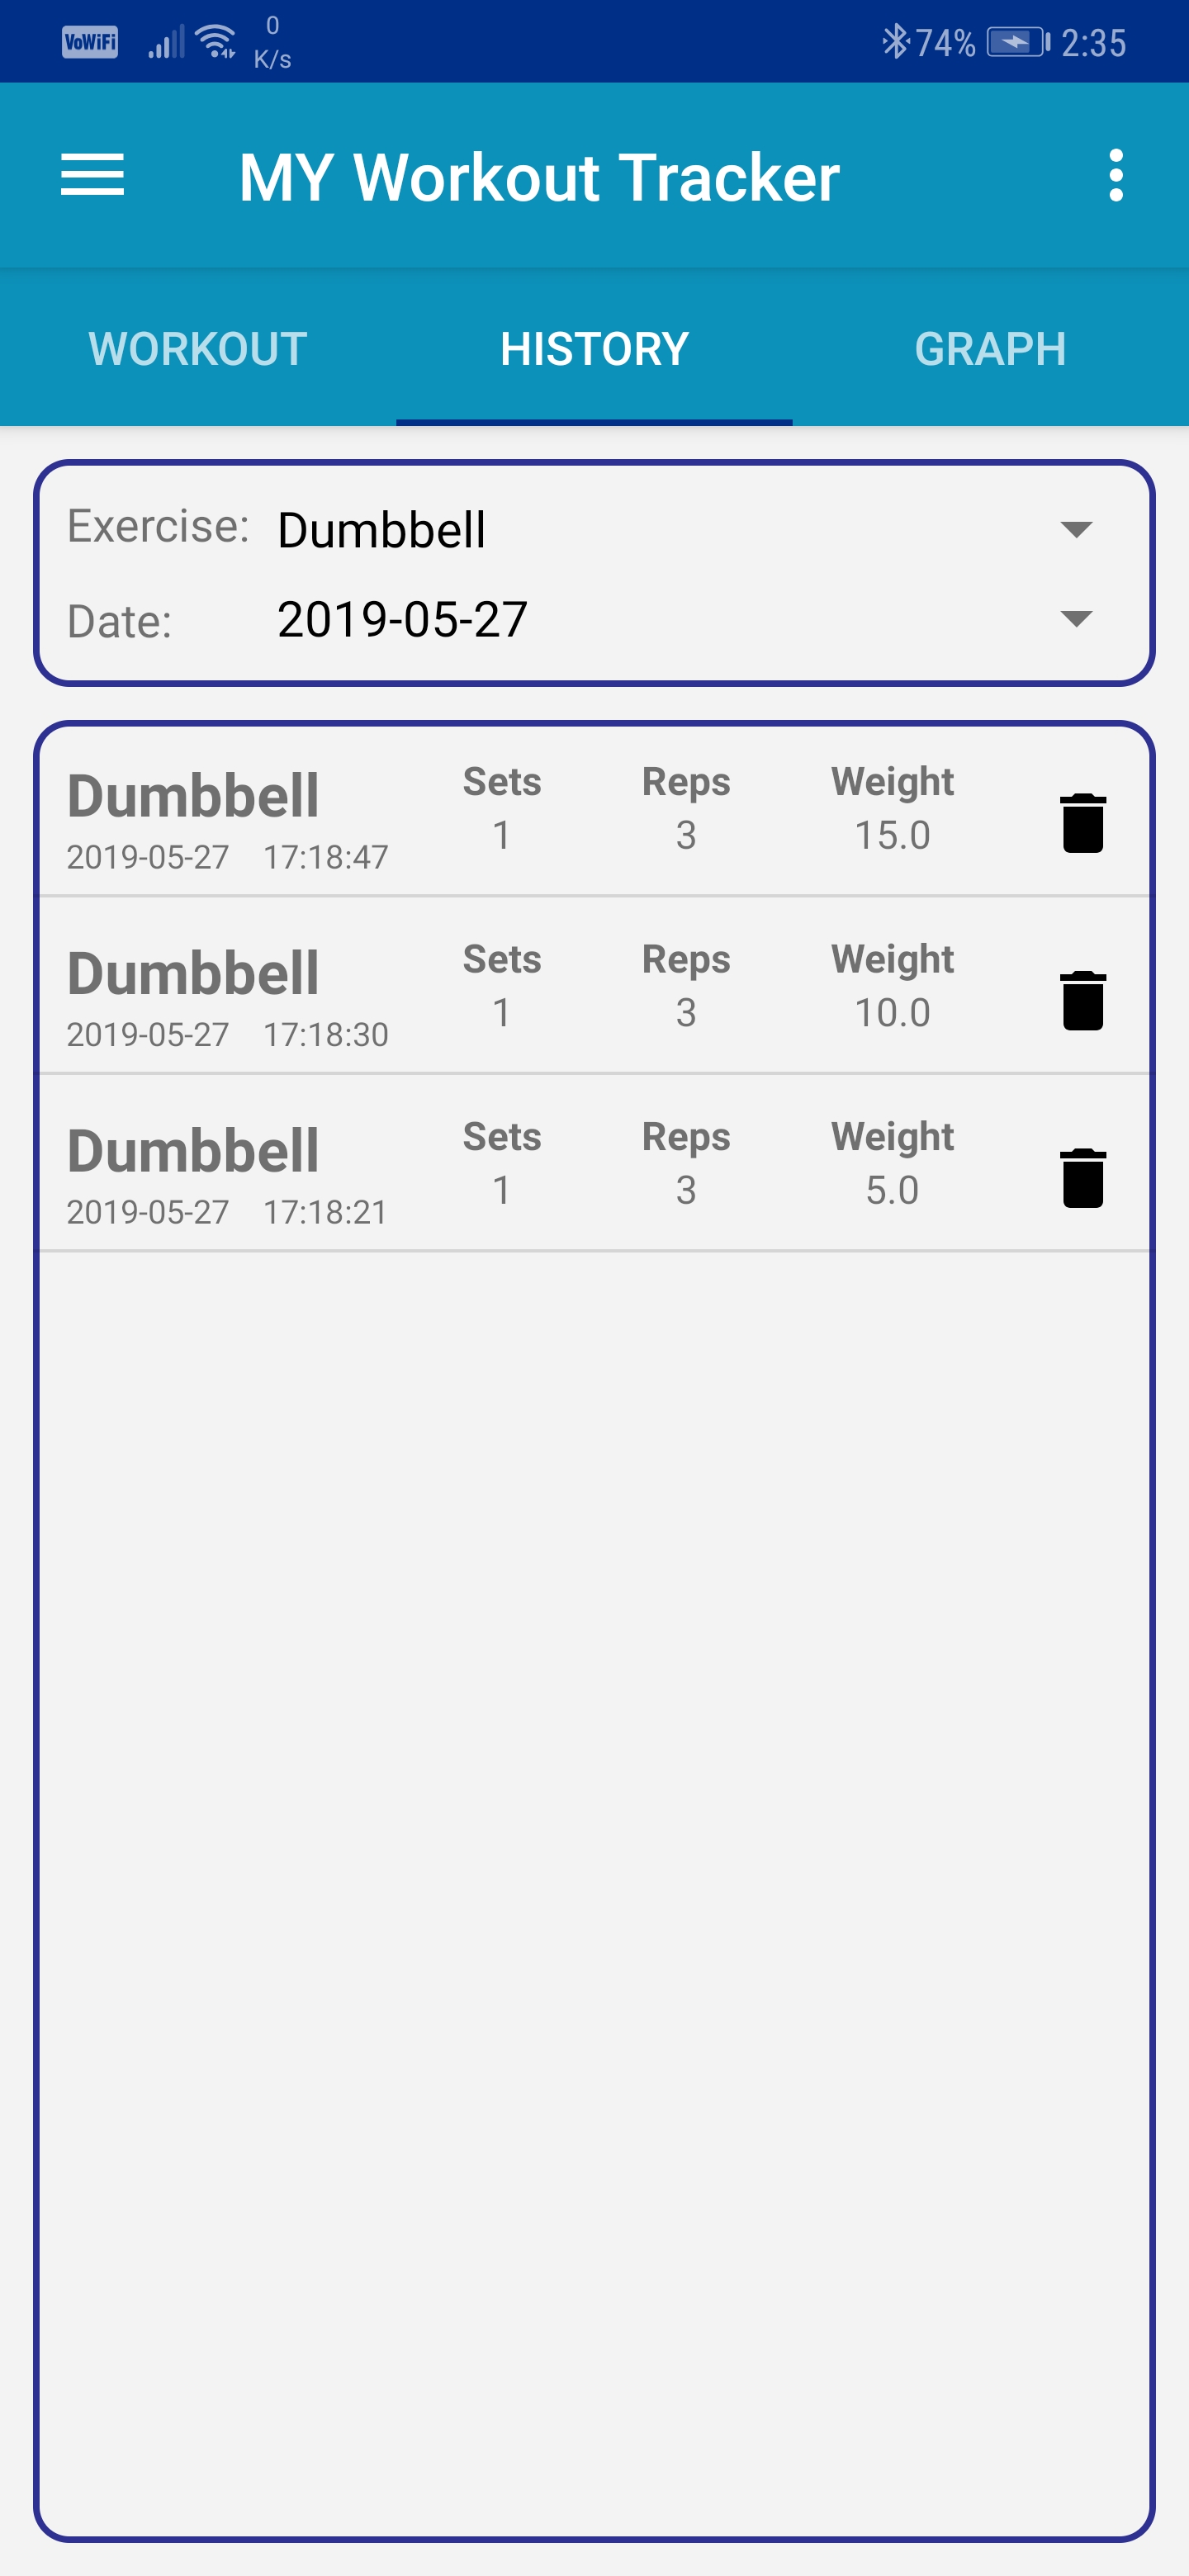 VoWiFi 0 K/s 74% 2:35
MY Workout Tracker
WORKOUT HISTORY GRAPH
Exercise: Dumbbell
Date: 2019-05-27
Dumbbell Sets Reps Weight
2019-05-27 17:18:47 1 3 15.0
Dumbbell Sets Reps Weight
2019-05-27 17:18:30 1 3 10.0
Dumbbell Sets Reps Weight
2019-05-27 17:18:21 1 3 5.0